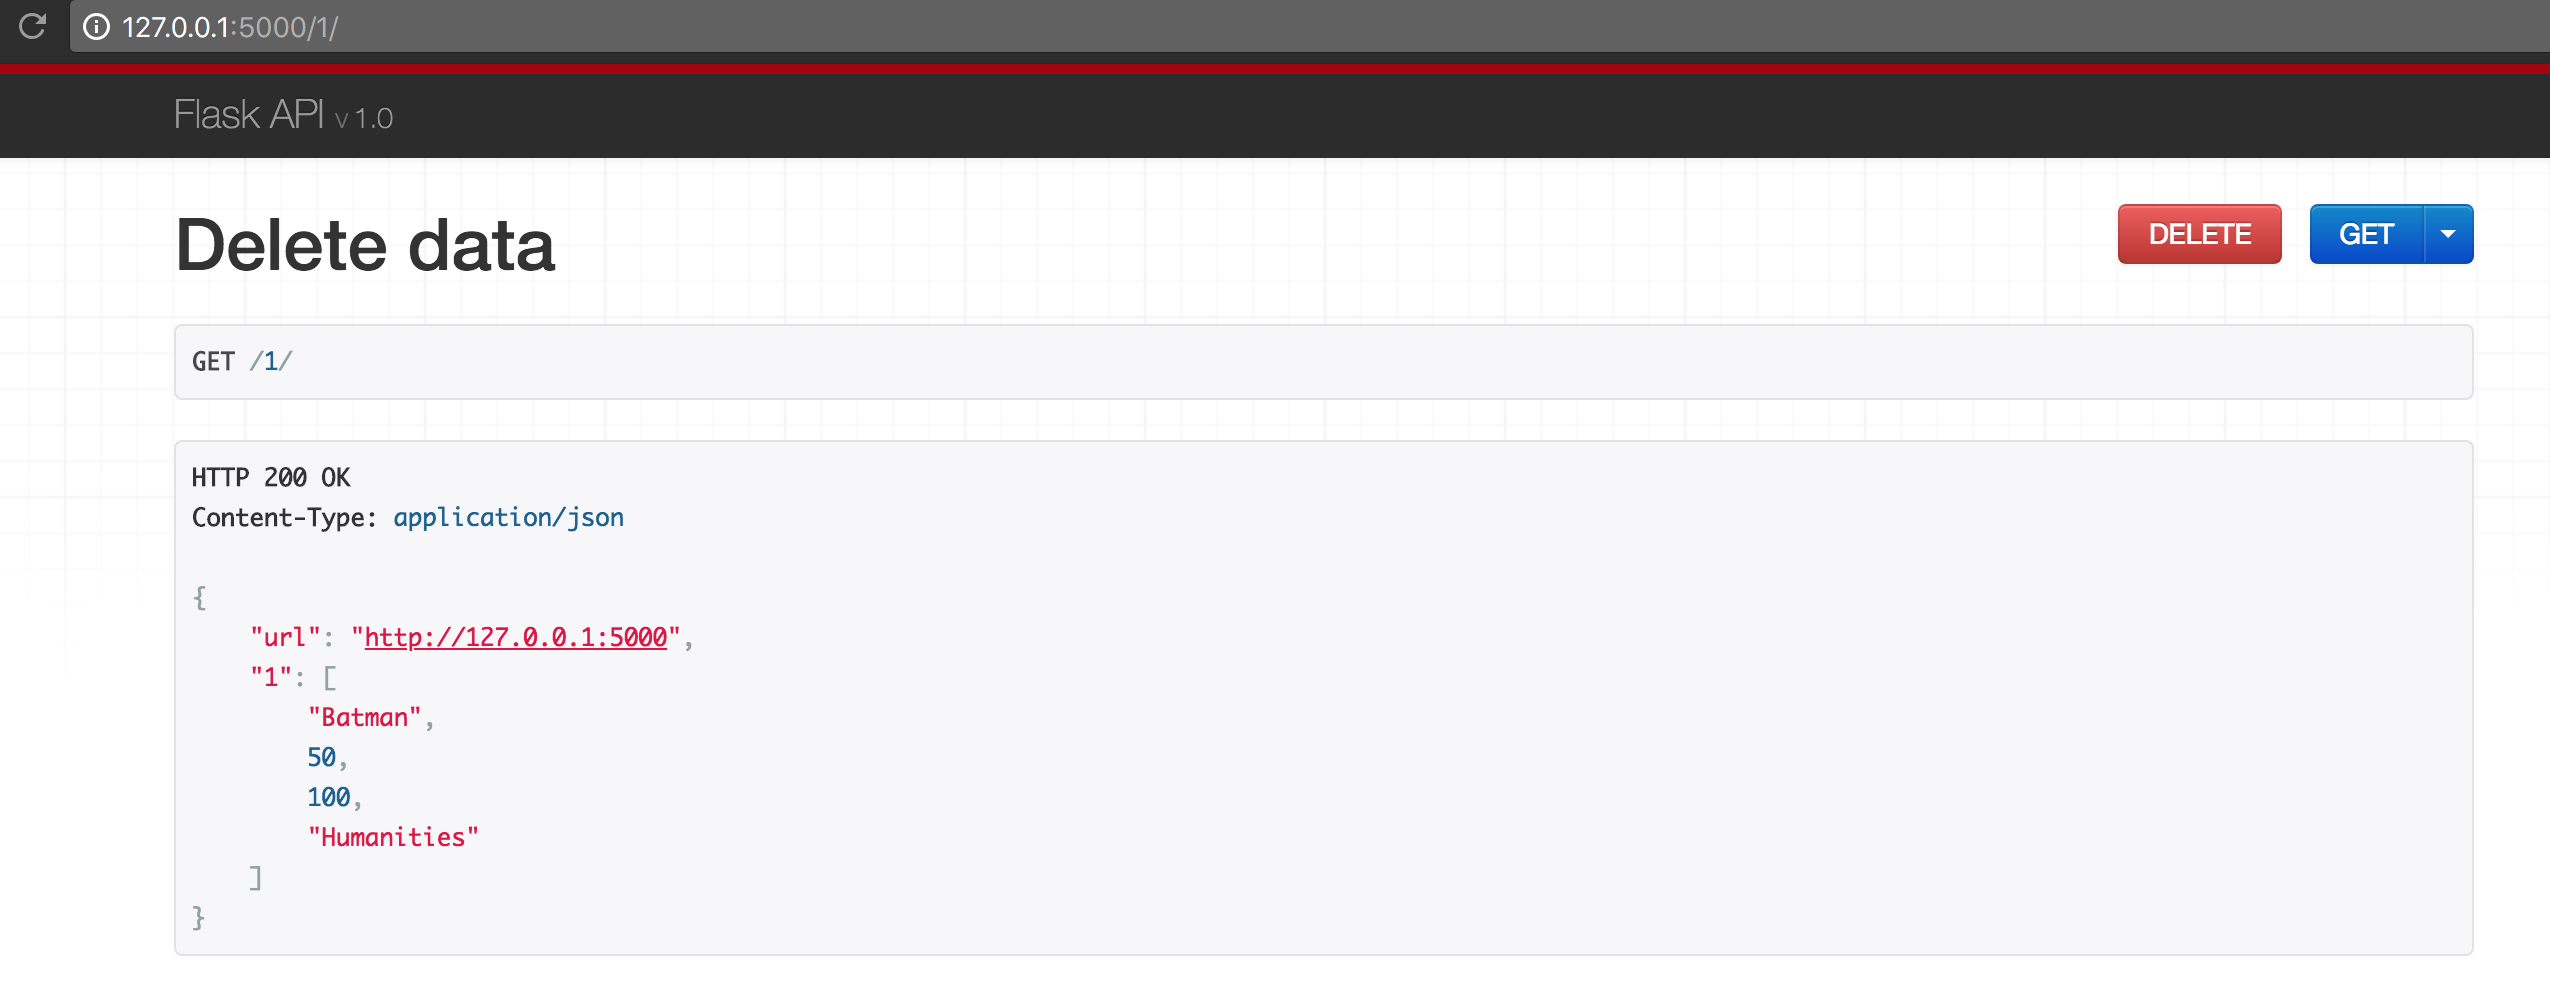 127.0.0.1:5000/1/
Flask API v 1.0
Delete data
DELETE
GET
GET /1/
HTTP 200 OK
Content-Type: application/json
{
    "url": "http://127.0.0.1:5000",
    "1": [
        "Batman",
        50,
        100,
        "Humanities"
    ]
}